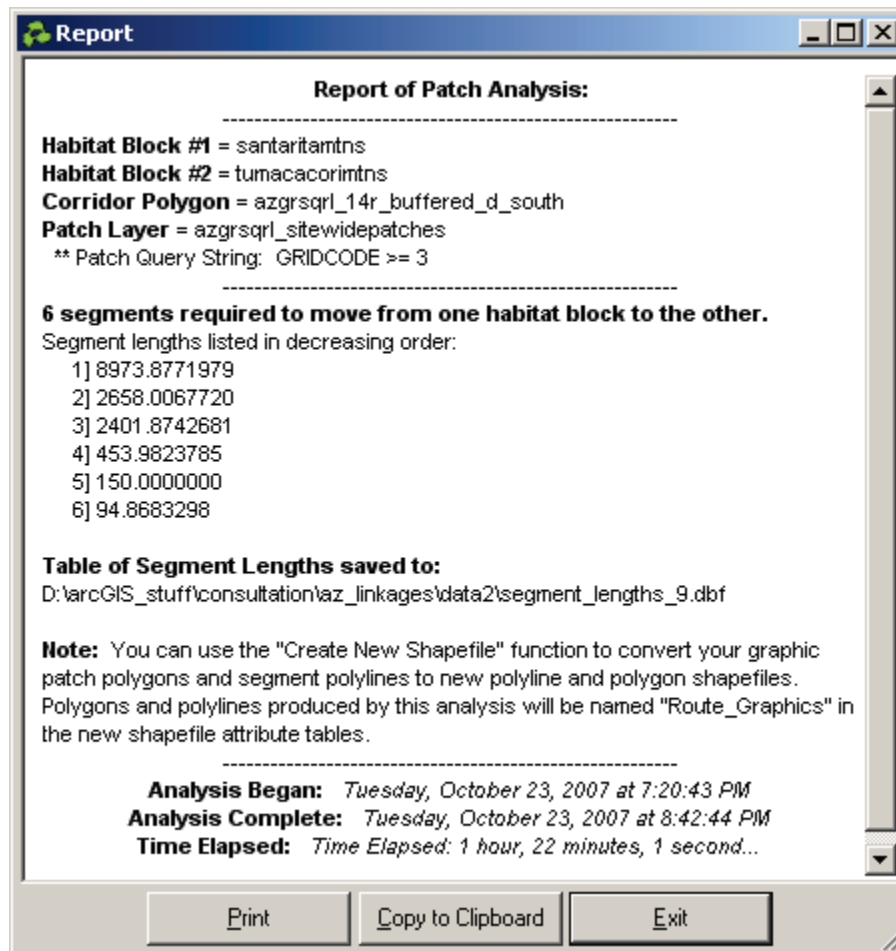 Report
Report of Patch Analysis:
---------------------------------------------------------
Habitat Block #1 = santaritamtns
Habitat Block #2 = tumacacorimtns
Corridor Polygon = azgrsqrl_14r_buffered_d_south
Patch Layer = azgrsqrl_sitewidepatches
** Patch Query String:  GRIDCODE >= 3
---------------------------------------------------------
6 segments required to move from one habitat block to the other.
Segment lengths listed in decreasing order:
1] 8973.8771979
2] 2658.0067720
3] 2401.8742681
4] 453.9823785
5] 150.0000000
6] 94.8683298
Table of Segment Lengths saved to:
D:\arcGIS_stuff\consultation\az_linkages\data2\segment_lengths_9.dbf
Note:  You can use the "Create New Shapefile" function to convert your graphic
patch polygons and segment polylines to new polyline and polygon shapefiles.
Polygons and polylines produced by this analysis will be named "Route_Graphics" in
the new shapefile attribute tables.
---------------------------------------------------------
Analysis Began:   Tuesday, October 23, 2007 at 7:20:43 PM
Analysis Complete:   Tuesday, October 23, 2007 at 8:42:44 PM
Time Elapsed:   Time Elapsed: 1 hour, 22 minutes, 1 second...
Print Copy to Clipboard Exit